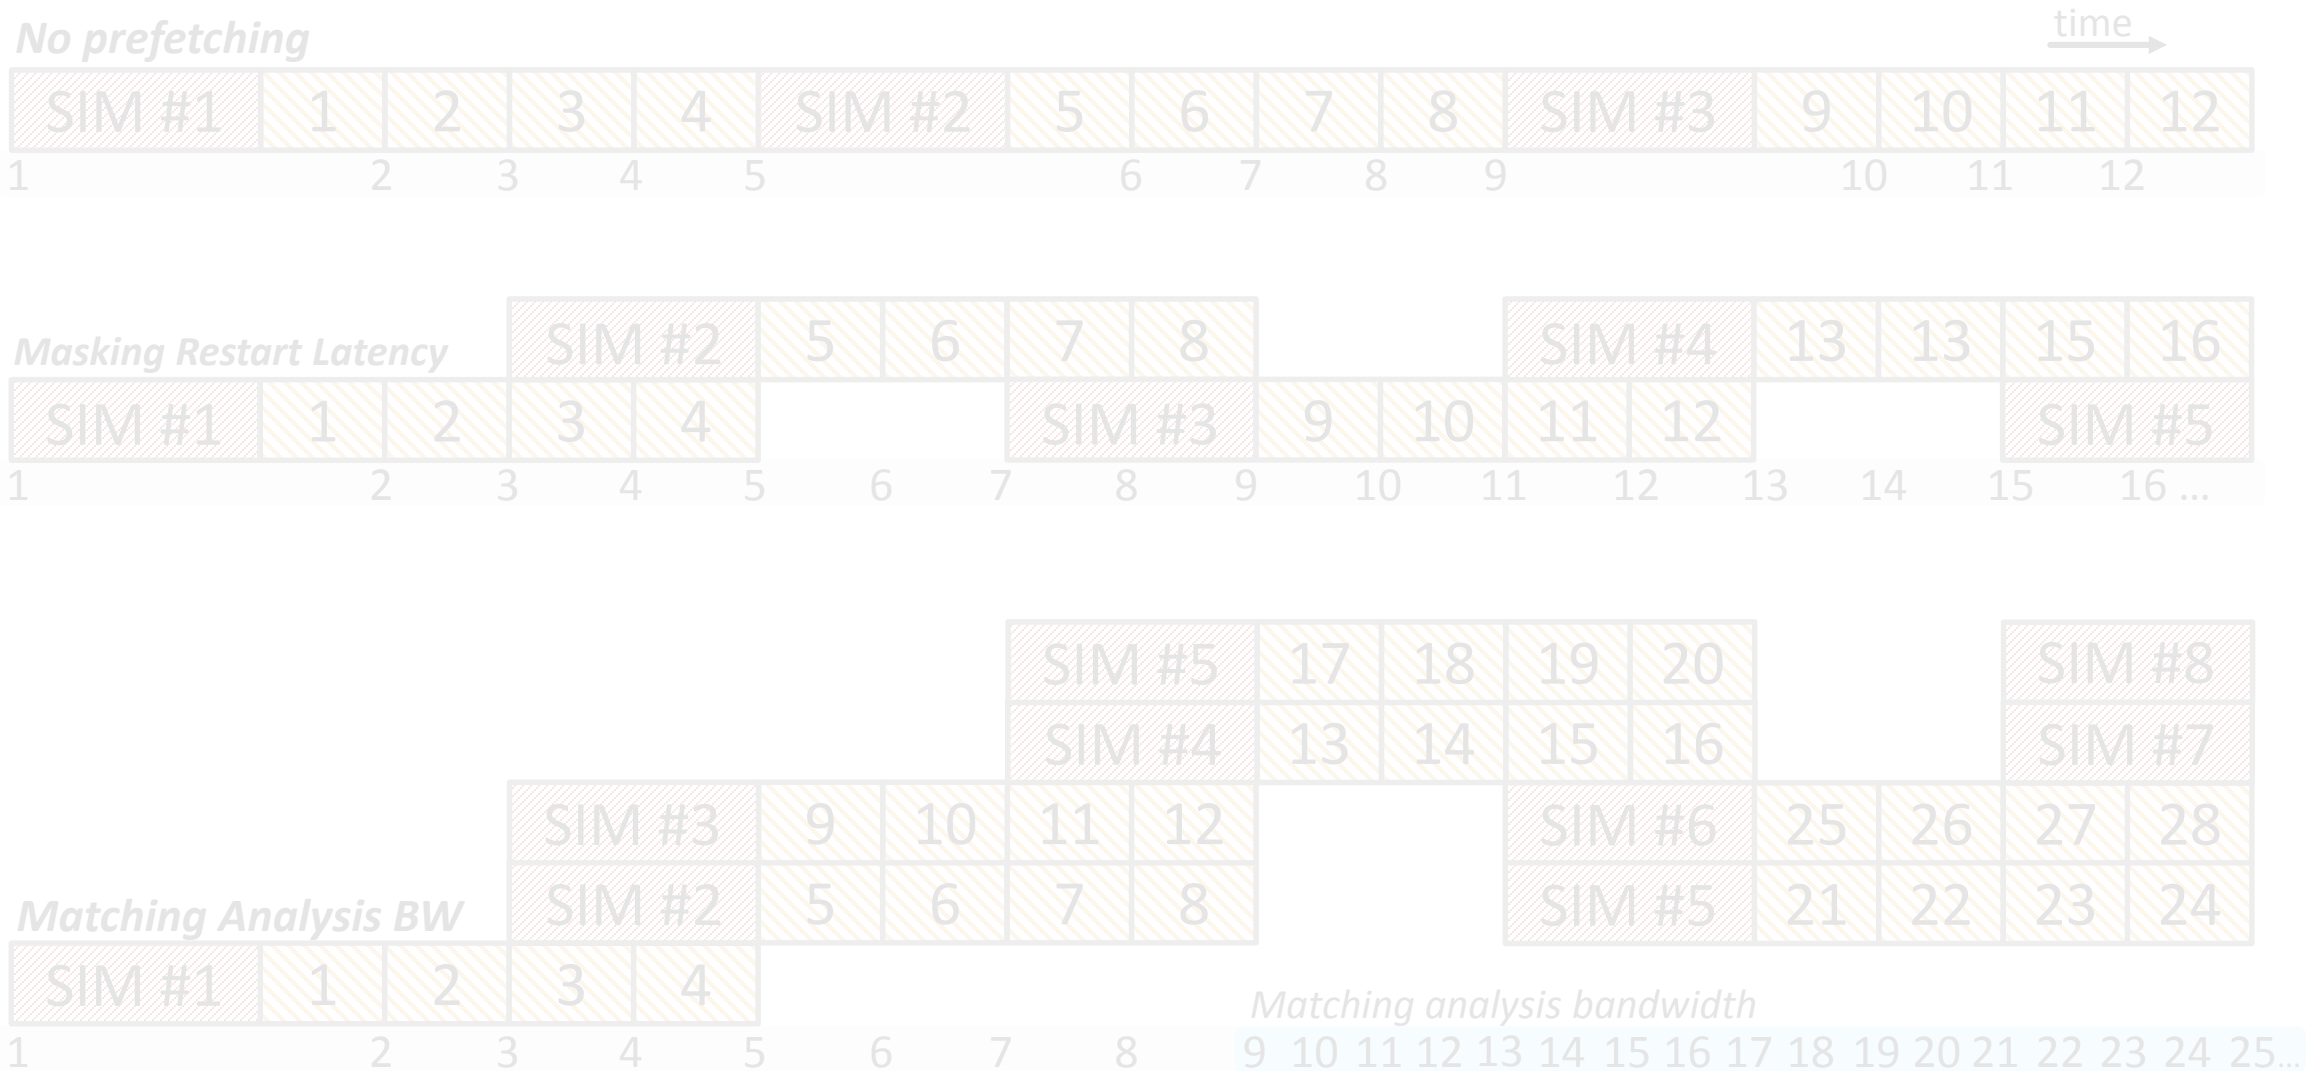 No prefetching
time
SIM #1 1 2 3 4 SIM #2 5 6 7 8 SIM #3 9 10 11 12
1 2 3 4 5 6 7 8 9 10 11 12
SIM #2 5 6 7 8 SIM #4 13 13 15 16
Masking Restart Latency
SIM #1 1 2 3 4 SIM #3 9 10 11 12 SIM #5
1 2 3 4 5 6 7 8 9 10 11 12 13 14 15 16 ...
SIM #5 17 18 19 20 SIM #8
SIM #4 13 14 15 16 SIM #7
SIM #3 9 10 11 12 SIM #6 25 26 27 28
SIM #2 5 6 7 8 SIM #5 21 22 23 24
Matching Analysis BW
SIM #1 1 2 3 4
Matching analysis bandwidth
1 2 3 4 5 6 7 8 9 10 11 12 13 14 15 16 17 18 19 20 21 22 23 24 25...